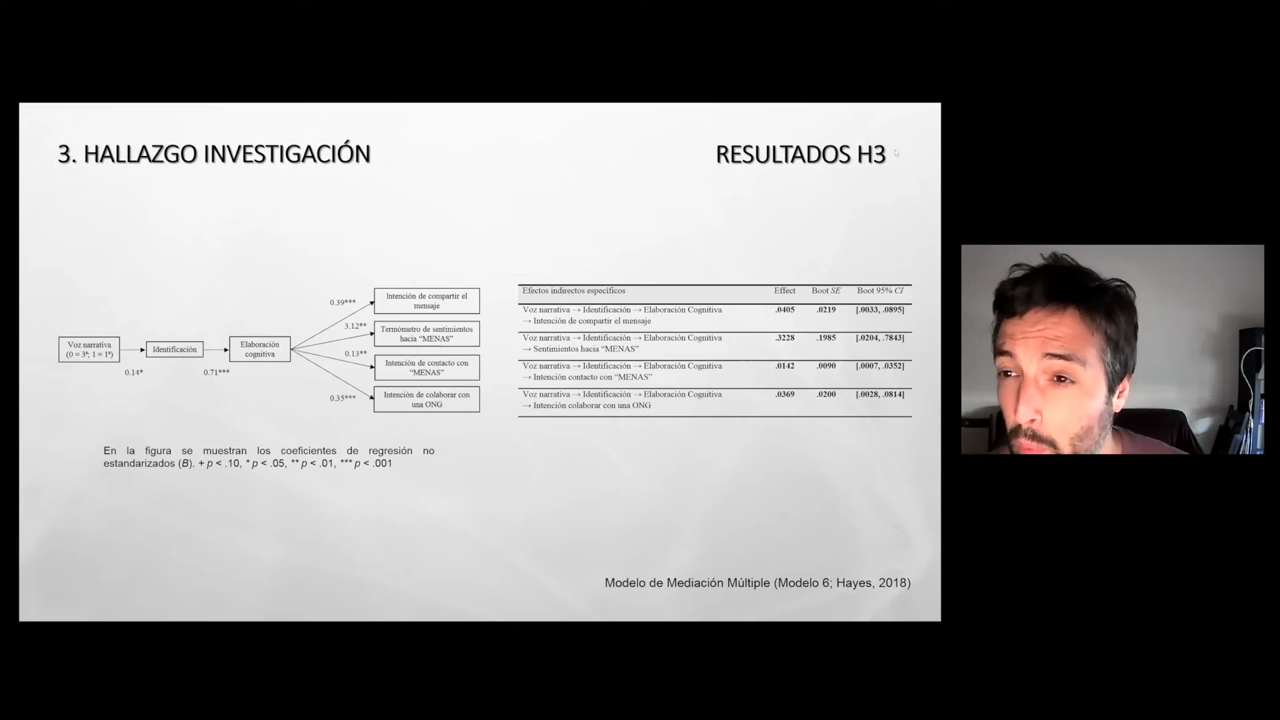 3. HALLAZGO INVESTIGACIÓN
RESULTADOS H3
Voz narrativa
(0 = 3ª; 1 = 1ª)
0.14*
Identificación
0.71***
Elaboración
cognitiva
0.39***
3.12**
0.13**
0.35***
Intención de compartir el
mensaje
Termómetro de sentimientos
hacia “MENAS”
Intención de contacto con
“MENAS”
Intención de colaborar con
una ONG
En la figura se muestran los coeficientes de regresión no
estandarizados (B). + p < .10, * p < .05, ** p < .01, *** p < .001
Efectos indirectos específicos Effect Boot SE Boot 95% CI
Voz narrativa → Identificación → Elaboración Cognitiva .0405 .0219 [.0033, .0895]
→ Intención de compartir el mensaje
Voz narrativa → Identificación → Elaboración Cognitiva .3228 .1985 [.0204, .7843]
→ Sentimientos hacia “MENAS”
Voz narrativa → Identificación → Elaboración Cognitiva .0142 .0090 [.0007, .0352]
→ Intención contacto con “MENAS”
Voz narrativa → Identificación → Elaboración Cognitiva .0369 .0200 [.0028, .0814]
→ Intención colaborar con una ONG
Modelo de Mediación Múltiple (Modelo 6; Hayes, 2018)